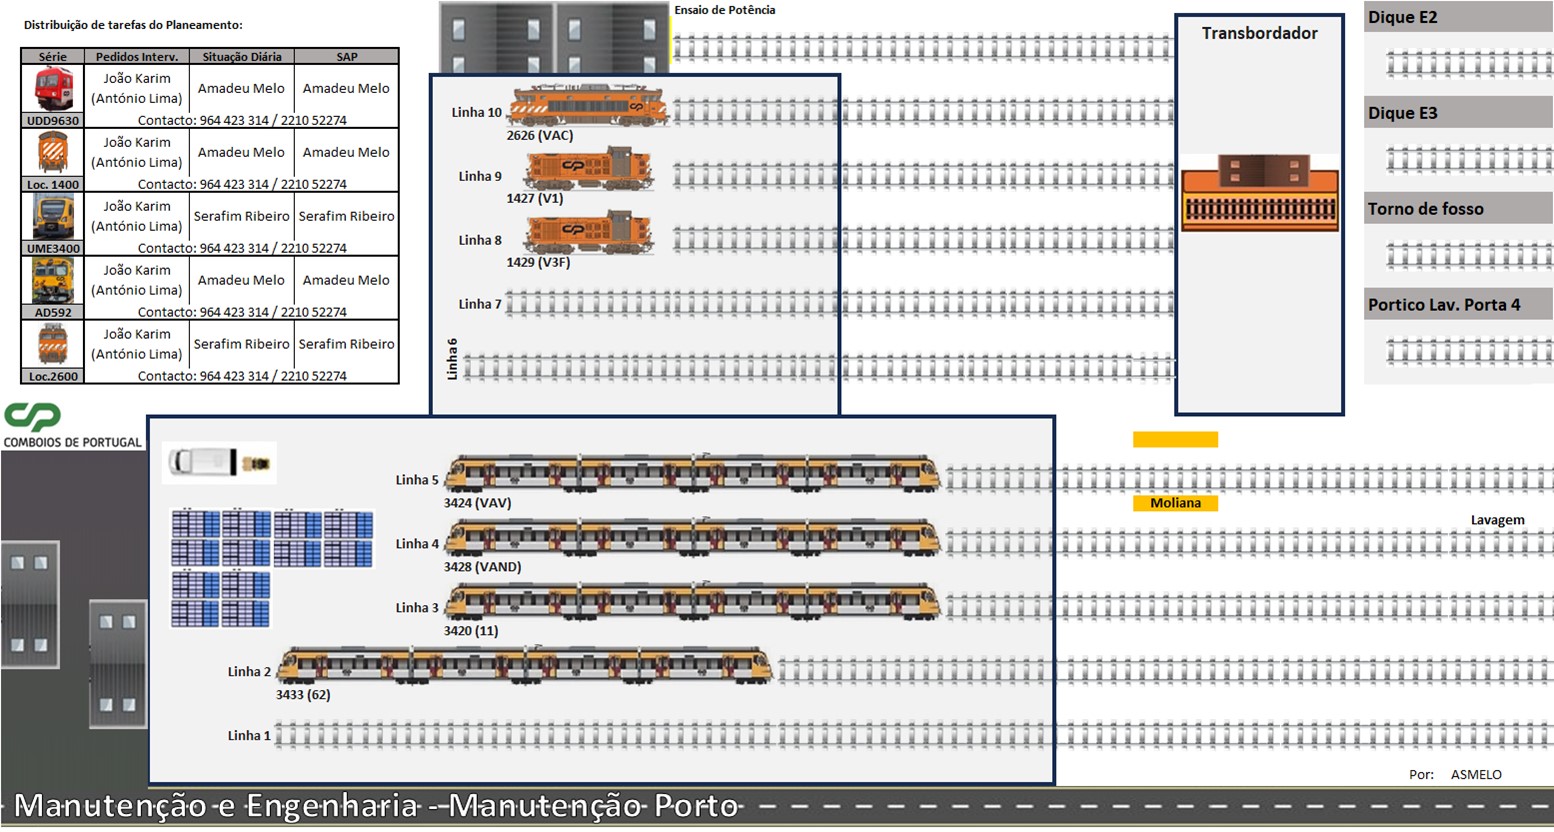 Distribuição de tarefas do Planeamento:
Série Pedidos Interv. Situação Diária SAP
João Karim
(António Lima) Amadeu Melo Amadeu Melo
UDD9630 Contacto: 964 423 314 / 2210 52274
João Karim
(António Lima) Amadeu Melo Amadeu Melo
Loc. 1400 Contacto: 964 423 314 / 2210 52274
João Karim
(António Lima) Serafim Ribeiro Serafim Ribeiro
UME3400 Contacto: 964 423 314 / 2210 52274
João Karim
(António Lima) Amadeu Melo Amadeu Melo
AD592 Contacto: 964 423 314 / 2210 52274
João Karim
(António Lima) Serafim Ribeiro Serafim Ribeiro
Loc.2600 Contacto: 964 423 314 / 2210 52274
Ensaio de Potência
Linha 10
2626 (VAC)
Linha 9
1427 (V1)
Linha 8
1429 (V3F)
Linha 7
Linha 6
Transbordador
Dique E2
Dique E3
Torno de fosso
Portico Lav. Porta 4
CP
COMBOIOS DE PORTUGAL
Linha 5
3424 (VAV)
Moliana
Lavagem
Linha 4
3428 (VAND)
Linha 3
3420 (11)
Linha 2
3433 (62)
Linha 1
Por: ASMELO
Manutenção e Engenharia - Manutenção Porto